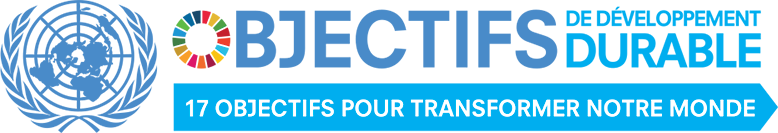 OBJECTIFS
DE DÉVELOPPEMENT
DURABLE
17 OBJECTIFS POUR TRANSFORMER NOTRE MONDE